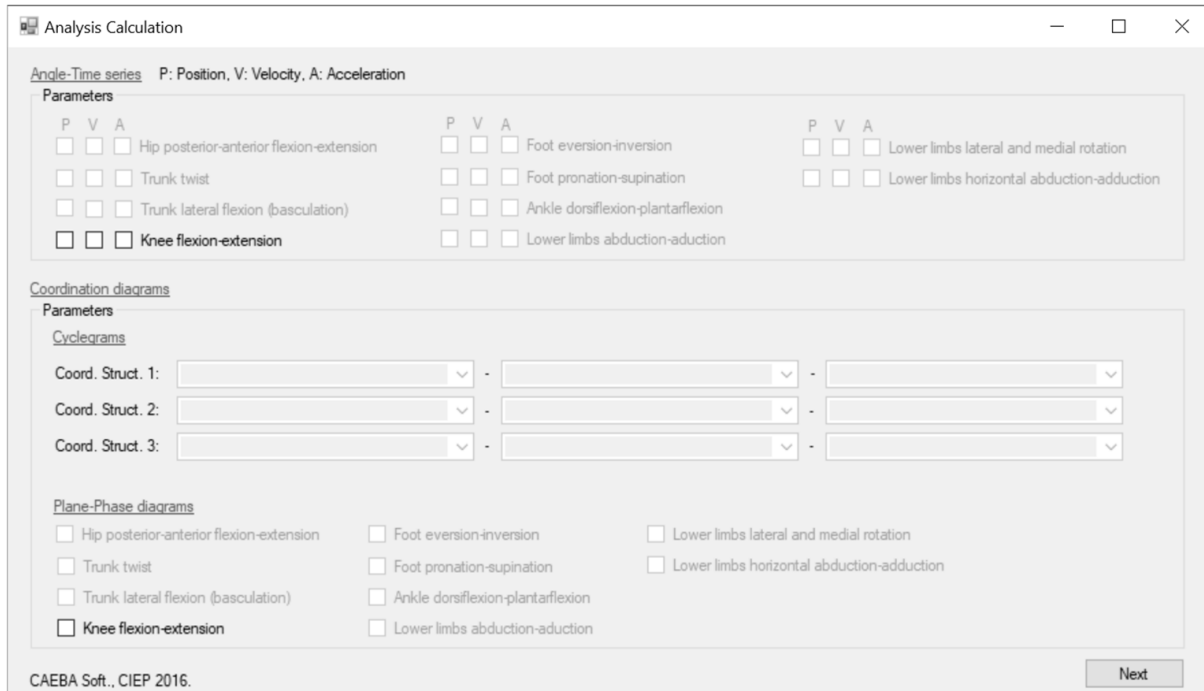 Analysis Calculation
Angle-Time series P: Position, V: Velocity, A: Acceleration
Parameters
P V A P V A P V A
Hip posterior-anterior flexion-extension Foot eversion-inversion Lower limbs lateral and medial rotation
Trunk twist Foot pronation-supination Lower limbs horizontal abduction-adduction
Trunk lateral flexion (basculation) Ankle dorsiflexion-plantarflexion
Knee flexion-extension Lower limbs abduction-aduction
Coordination diagrams
Parameters
Cyclegrams
Coord. Struct. 1: - -
Coord. Struct. 2: - -
Coord. Struct. 3: - -
Plane-Phase diagrams
Hip posterior-anterior flexion-extension Foot eversion-inversion Lower limbs lateral and medial rotation
Trunk twist Foot pronation-supination Lower limbs horizontal abduction-adduction
Trunk lateral flexion (basculation) Ankle dorsiflexion-plantarflexion
Knee flexion-extension Lower limbs abduction-aduction
CAEBA Soft., CIEP 2016. Next